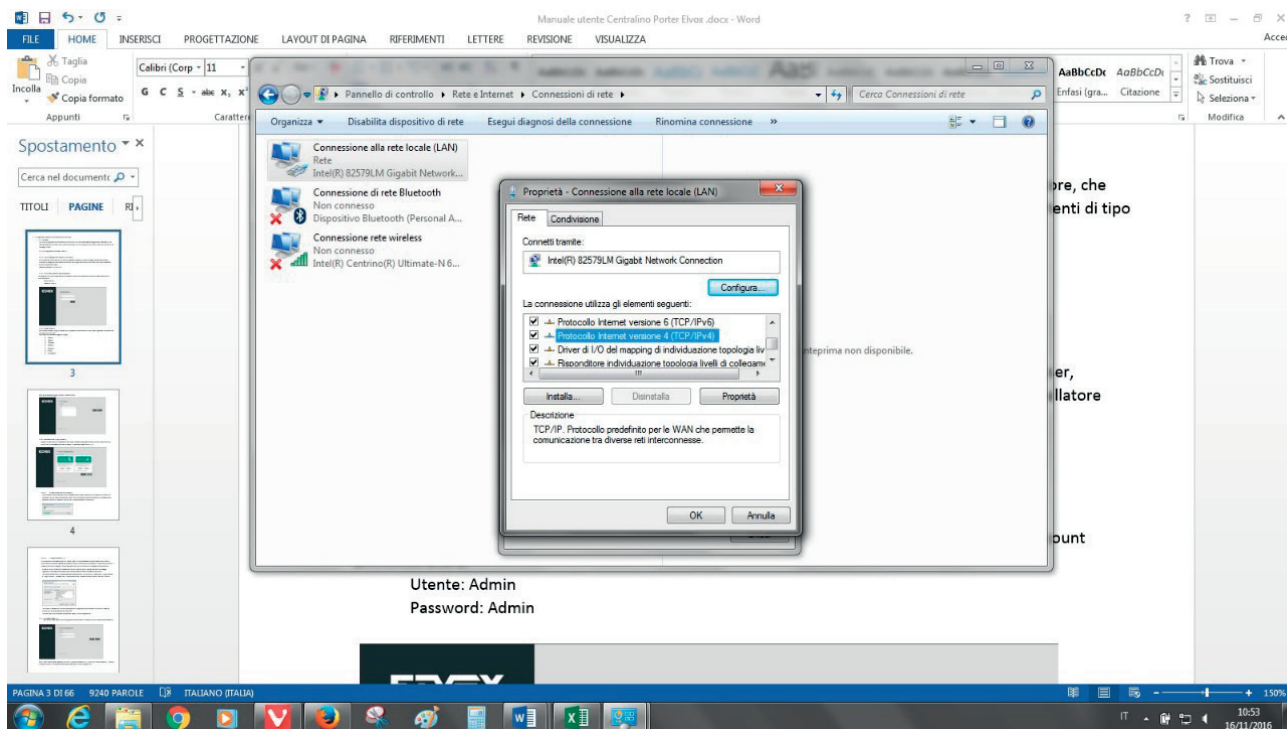 Manuale utente Centralino Porter Elvox .docx - Word
FILE HOME INSERISCI PROGETTAZIONE LAYOUT DI PAGINA RIFERIMENTI LETTERE REVISIONE VISUALIZZA
Taglia
Copia
Copia formato
Incolla
Appunti
Calibri (Corp 11
G C S abc X, X
Caratter
AaBbCcDc AaBbCcDc
Enfasi (gra... Citazione
Trova
Sostituisci
Seleziona
Modifica
Pannello di controllo Rete e Internet Connessioni di rete
Cerca Connessioni di rete
Organizza Disabilita dispositivo di rete Esegui diagnosi della connessione Rinomina connessione »
Connessione alla rete locale (LAN)
Rete
Intel(R) 82579LM Gigabit Network...
Connessione di rete Bluetooth
Non connesso
Dispositivo Bluetooth (Personal A...
Connessione rete wireless
Non connesso
Intel(R) Centrino(R) Ultimate-N 6...
Proprietà - Connessione alla rete locale (LAN)
Rete Condivisione
Connetti tramite:
Intel(R) 82579LM Gigabit Network Connection
Configura...
La connessione utilizza gli elementi seguenti:
Protocollo Internet versione 6 (TCP/IPv6)
Protocollo Internet versione 4 (TCP/IPv4)
Driver di I/O del mapping di individuazione topologia liv
Risponditore individuazione topologia livelli di collegame
Installa... Disinstalla Proprietà
Descrizione
TCP/IP. Protocollo predefinito per le WAN che permette la
comunicazione tra diverse reti interconnesse.
OK Annulla
nteprima non disponibile.
Spostamento
Cerca nel documentc
TITOLI PAGINE RI
3
4
ore, che
enti di tipo
er,
llatore
ount
Utente: Admin
Password: Admin
PAGINA 3 DI 66 9240 PAROLE ITALIANO (ITALIA)
150%
IT
10:53
16/11/2016